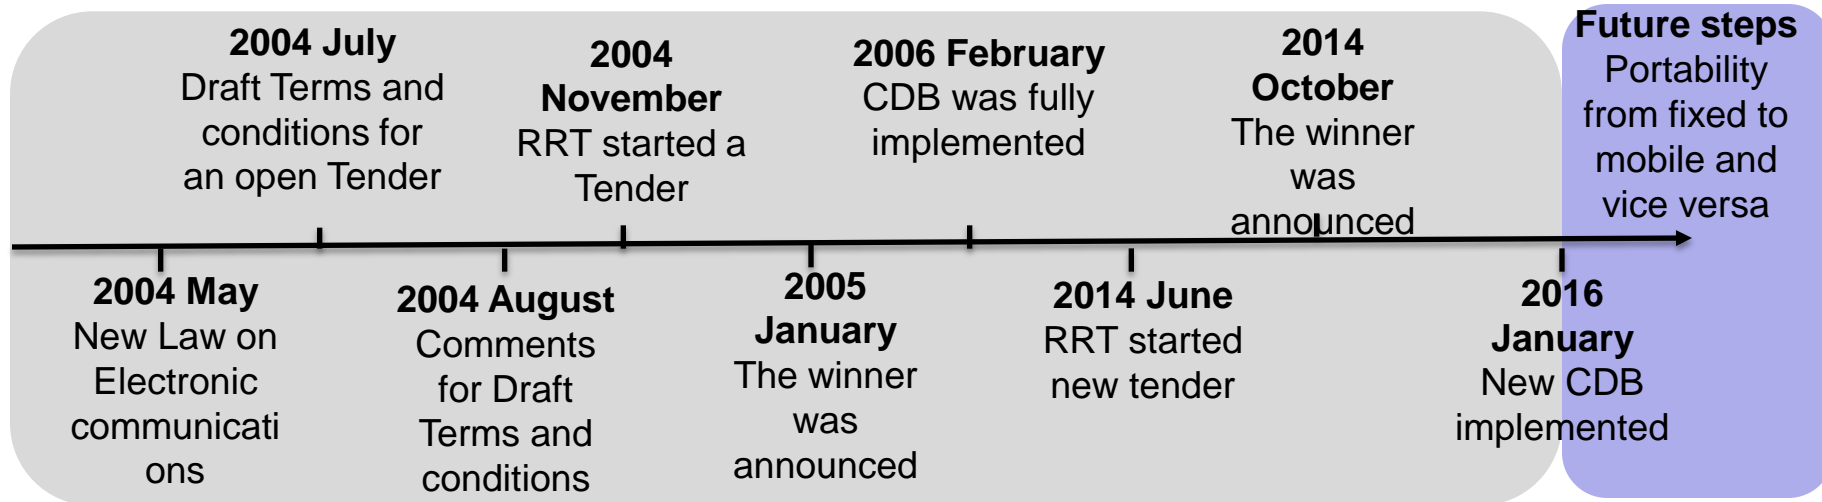 2004 July
Draft Terms and
conditions for
an open Tender
2004
November
RRT started a
Tender
2006 February
CDB was fully
implemented
2014
October
The winner
was
announced
Future steps
Portability
from fixed to
mobile and
vice versa
2004 May
New Law on
Electronic
communicati
ons
2004 August
Comments
for Draft
Terms and
conditions
2005
January
The winner
was
announced
2014 June
RRT started
new tender
2016
January
New CDB
implemented